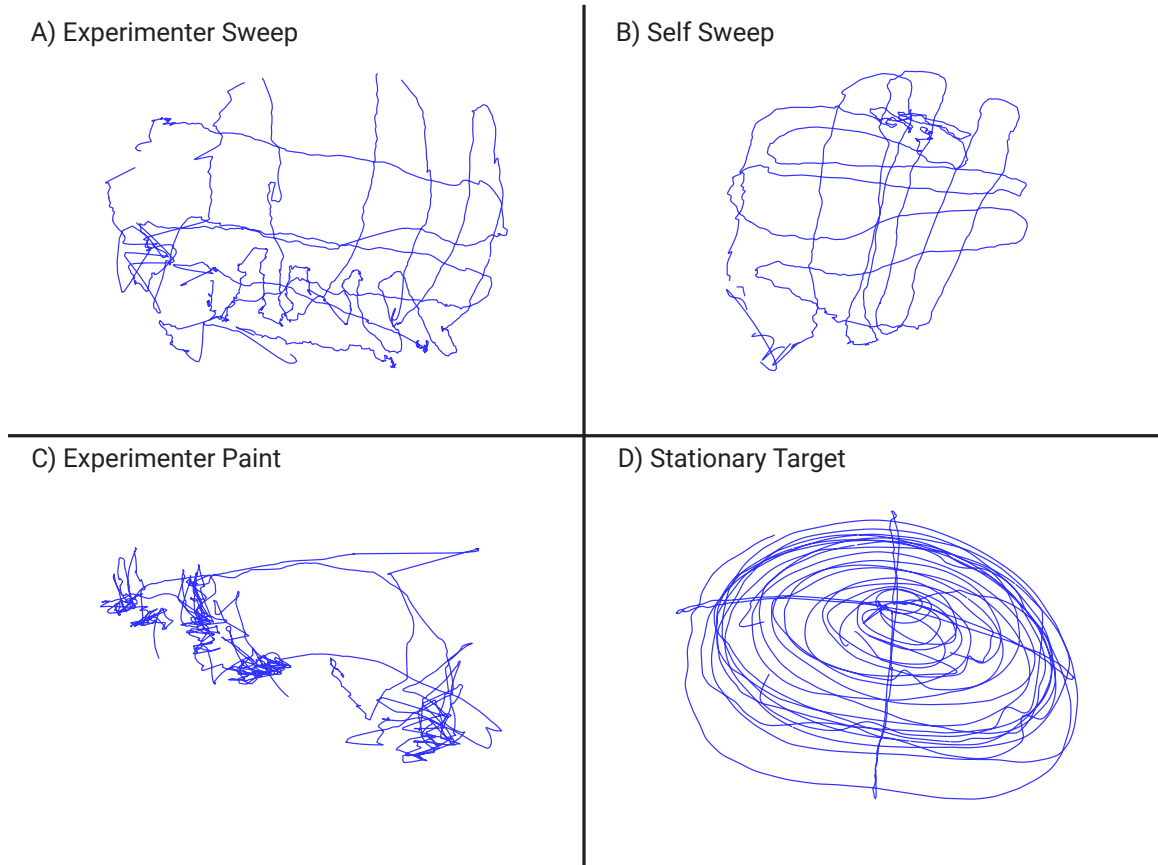 A) Experimenter Sweep
B) Self Sweep
C) Experimenter Paint
D) Stationary Target